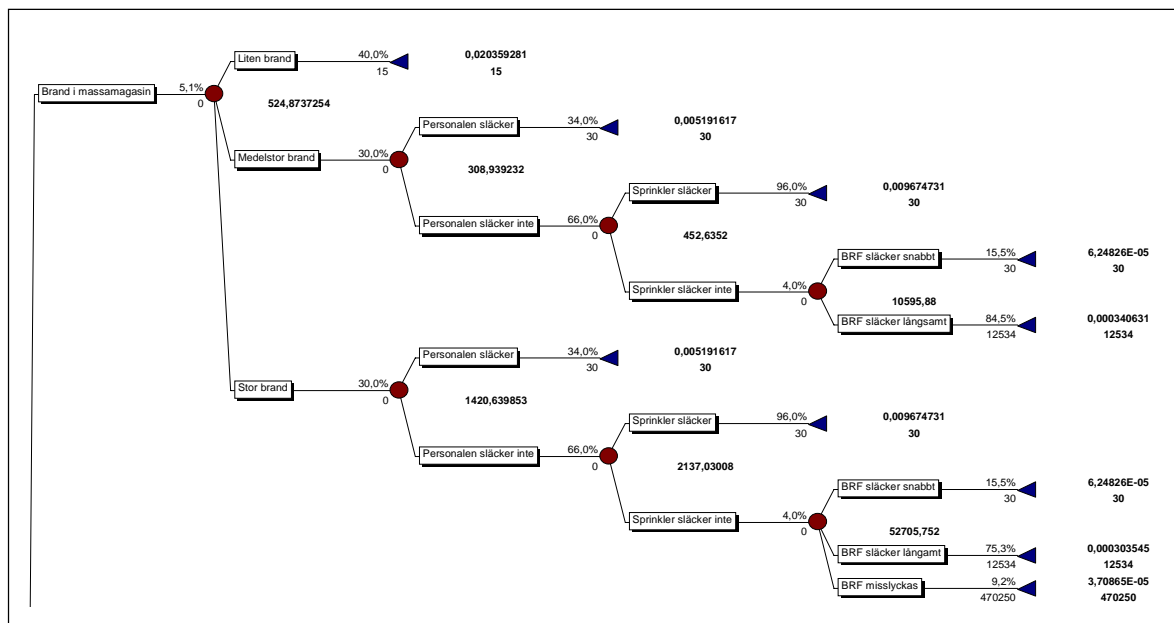 Liten brand 40,0% 0,020359281
15 15
Brand i massamagasin 5,1%
0 524,8737254
Personalen släcker 34,0% 0,005191617
30 30
Medelstor brand 30,0%
0 308,939232
Sprinkler släcker 96,0% 0,009674731
30 30
Personalen släcker inte 66,0%
0 452,6352
BRF släcker snabbt 15,5% 6,24826E-05
30 30
Sprinkler släcker inte 4,0%
0 10595,88
BRF släcker långsamt 84,5% 0,000340631
12534 12534
Personalen släcker 34,0% 0,005191617
30 30
Stor brand 30,0%
0 1420,639853
Sprinkler släcker 96,0% 0,009674731
30 30
Personalen släcker inte 66,0%
0 2137,03008
BRF släcker snabbt 15,5% 6,24826E-05
30 30
Sprinkler släcker inte 4,0%
0 52705,752
BRF släcker långamt 75,3% 0,000303545
12534 12534
BRF misslyckas 9,2% 3,70865E-05
470250 470250